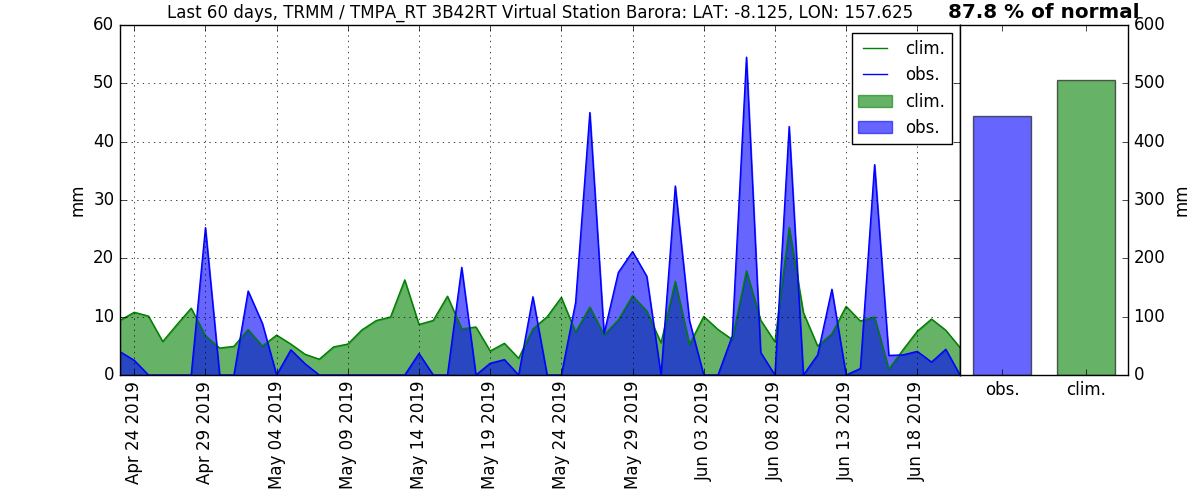 Last 60 days, TRMM / TMPA_RT 3B42RT Virtual Station Barora: LAT: -8.125, LON: 157.625
87.8 % of normal
60
50
40
30
20
10
0
mm
clim.
obs.
clim.
obs.
600
500
400
300
200
100
0
mm
Apr 24 2019
Apr 29 2019
May 04 2019
May 09 2019
May 14 2019
May 19 2019
May 24 2019
May 29 2019
Jun 03 2019
Jun 08 2019
Jun 13 2019
Jun 18 2019
obs.
clim.